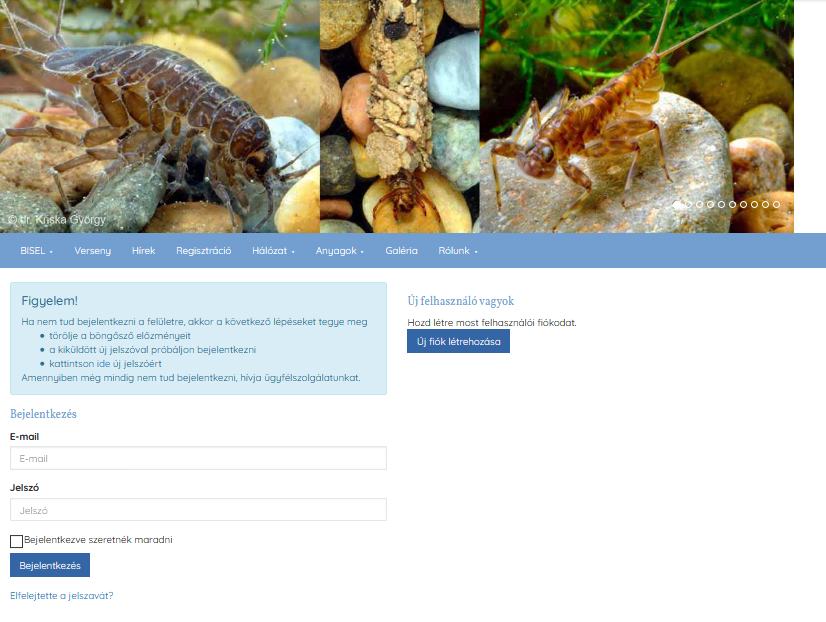 © dr. Kriska György
BISEL
Verseny
Hírek
Regisztráció
Hálózat
Anyagok
Galéria
Rólunk
Figyelem!
Ha nem tud bejelentkezni a felületre, akkor a következő lépéseket tegye meg
törölje a böngésző előzményeit
a kiküldött új jelszóval próbáljon bejelentkezni
kattintson ide új jelszóért
Amennyiben még mindig nem tud bejelentkezni, hívja ügyfélszolgálatunkat.
Bejelentkezés
E-mail
E-mail
Jelszó
Jelszó
Bejelentkezve szeretnék maradni
Bejelentkezés
Elfelejtette a jelszavát?
Új felhasználó vagyok
Hozd létre most felhasználói fiókodat.
Új fiók létrehozása